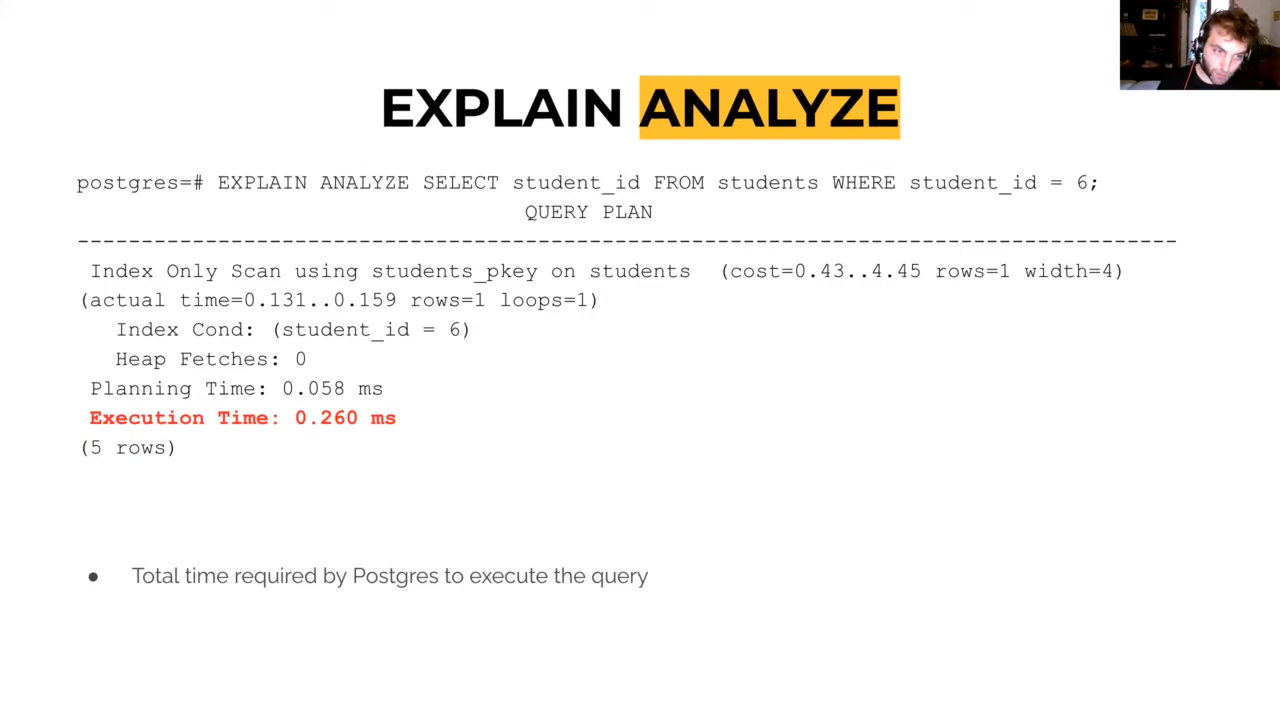 EXPLAIN ANALYZE
postgres=# EXPLAIN ANALYZE SELECT student_id FROM students WHERE student_id = 6;
QUERY PLAN
--------------------------------------------------------------------------------------
Index Only Scan using students_pkey on students  (cost=0.43..4.45 rows=1 width=4)
(actual time=0.131..0.159 rows=1 loops=1)
Index Cond: (student_id = 6)
Heap Fetches: 0
Planning Time: 0.058 ms
Execution Time: 0.260 ms
(5 rows)
● Total time required by Postgres to execute the query